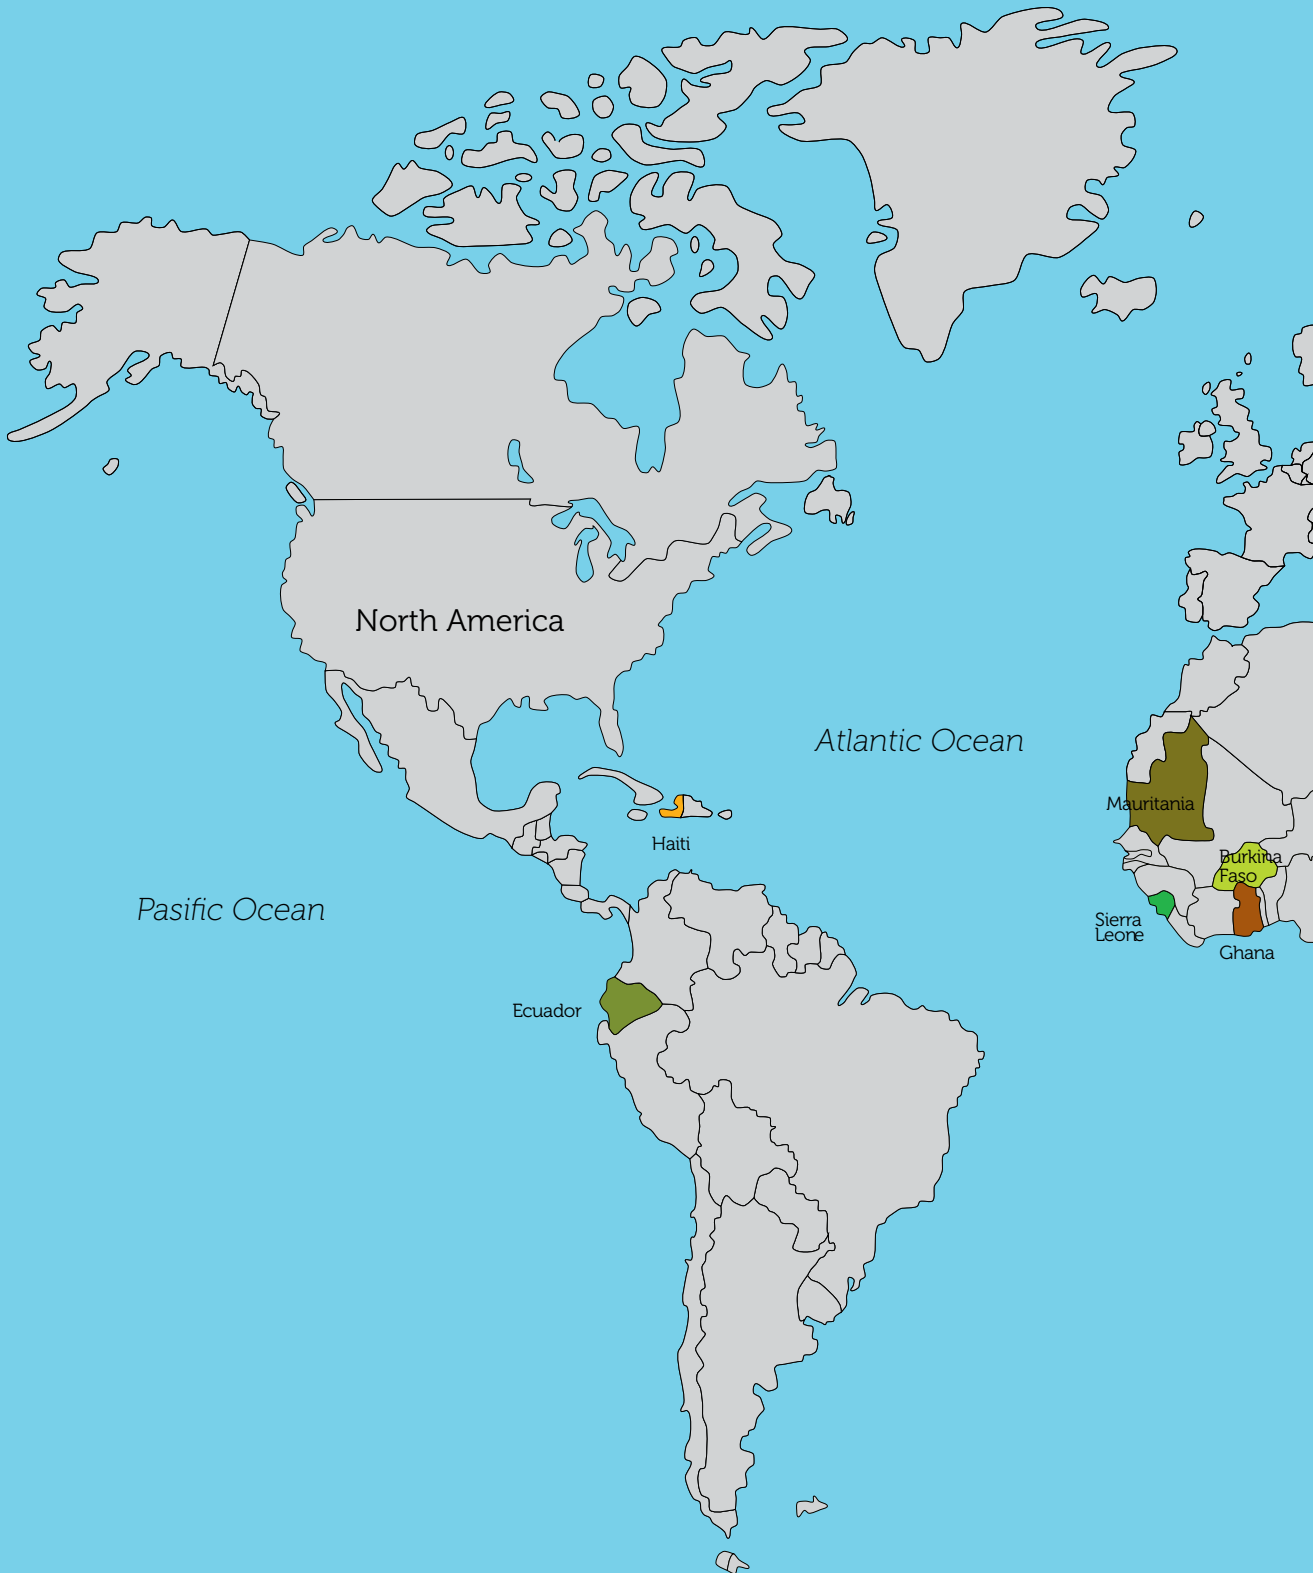 North America
Atlantic Ocean
Mauritania
Haiti
Burkina
Faso
Pasific Ocean
Sierra
Leone
Ghana
Ecuador